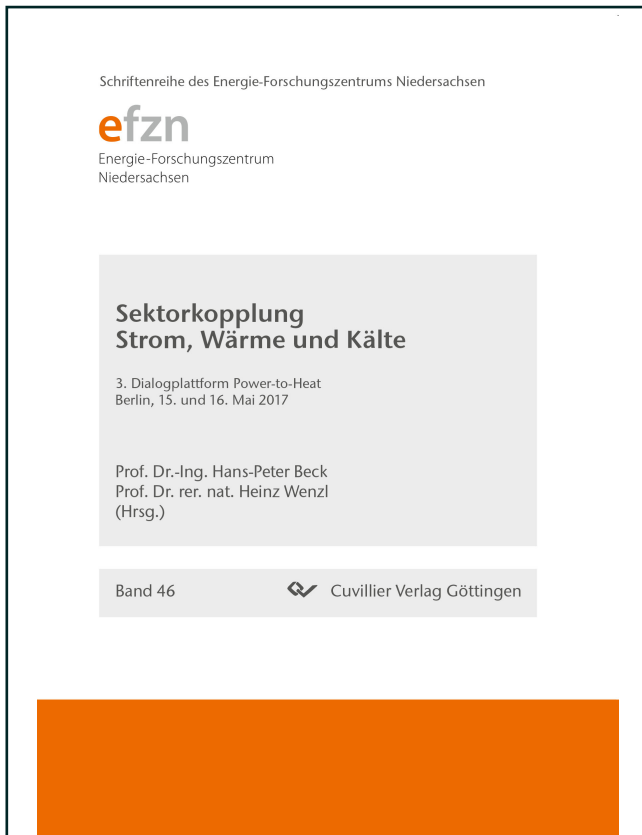 Schriftenreihe des Energie-Forschungszentrums Niedersachsen
efzn
Energie-Forschungszentrum
Niedersachsen
Sektorkopplung
Strom, Wärme und Kälte
3. Dialogplattform Power-to-Heat
Berlin, 15. und 16. Mai 2017
Prof. Dr.-Ing. Hans-Peter Beck
Prof. Dr. rer. nat. Heinz Wenzl
(Hrsg.)
Band 46 Cuvillier Verlag Göttingen